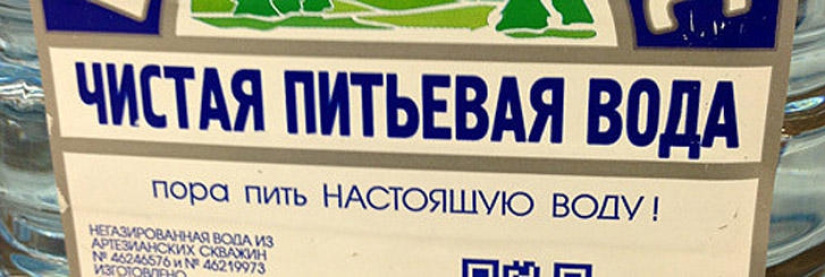 ЧИСТАЯ ПИТЬЕВАЯ ВОДА
пора пить НАСТОЯЩУЮ ВОДУ!
НЕГАЗИРОВАННАЯ ВОДА ИЗ
АРТЕЗИАНСКИХ СКВАЖИН
№ 46246576 и № 46219973
ИЗГОТОВЛЕНО